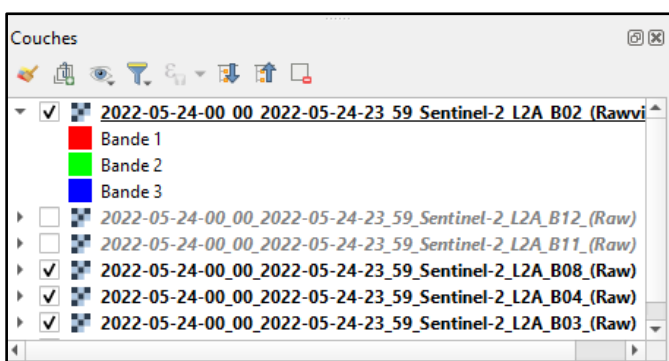 Couches
2022-05-24-00_00_2022-05-24-23_59_Sentinel-2_L2A_B02_(Rawvi
Bande 1
Bande 2
Bande 3
2022-05-24-00_00_2022-05-24-23_59_Sentinel-2_L2A_B12_(Raw)
2022-05-24-00_00_2022-05-24-23_59_Sentinel-2_L2A_B11_(Raw)
2022-05-24-00_00_2022-05-24-23_59_Sentinel-2_L2A_B08_(Raw)
2022-05-24-00_00_2022-05-24-23_59_Sentinel-2_L2A_B04_(Raw)
2022-05-24-00_00_2022-05-24-23_59_Sentinel-2_L2A_B03_(Raw)